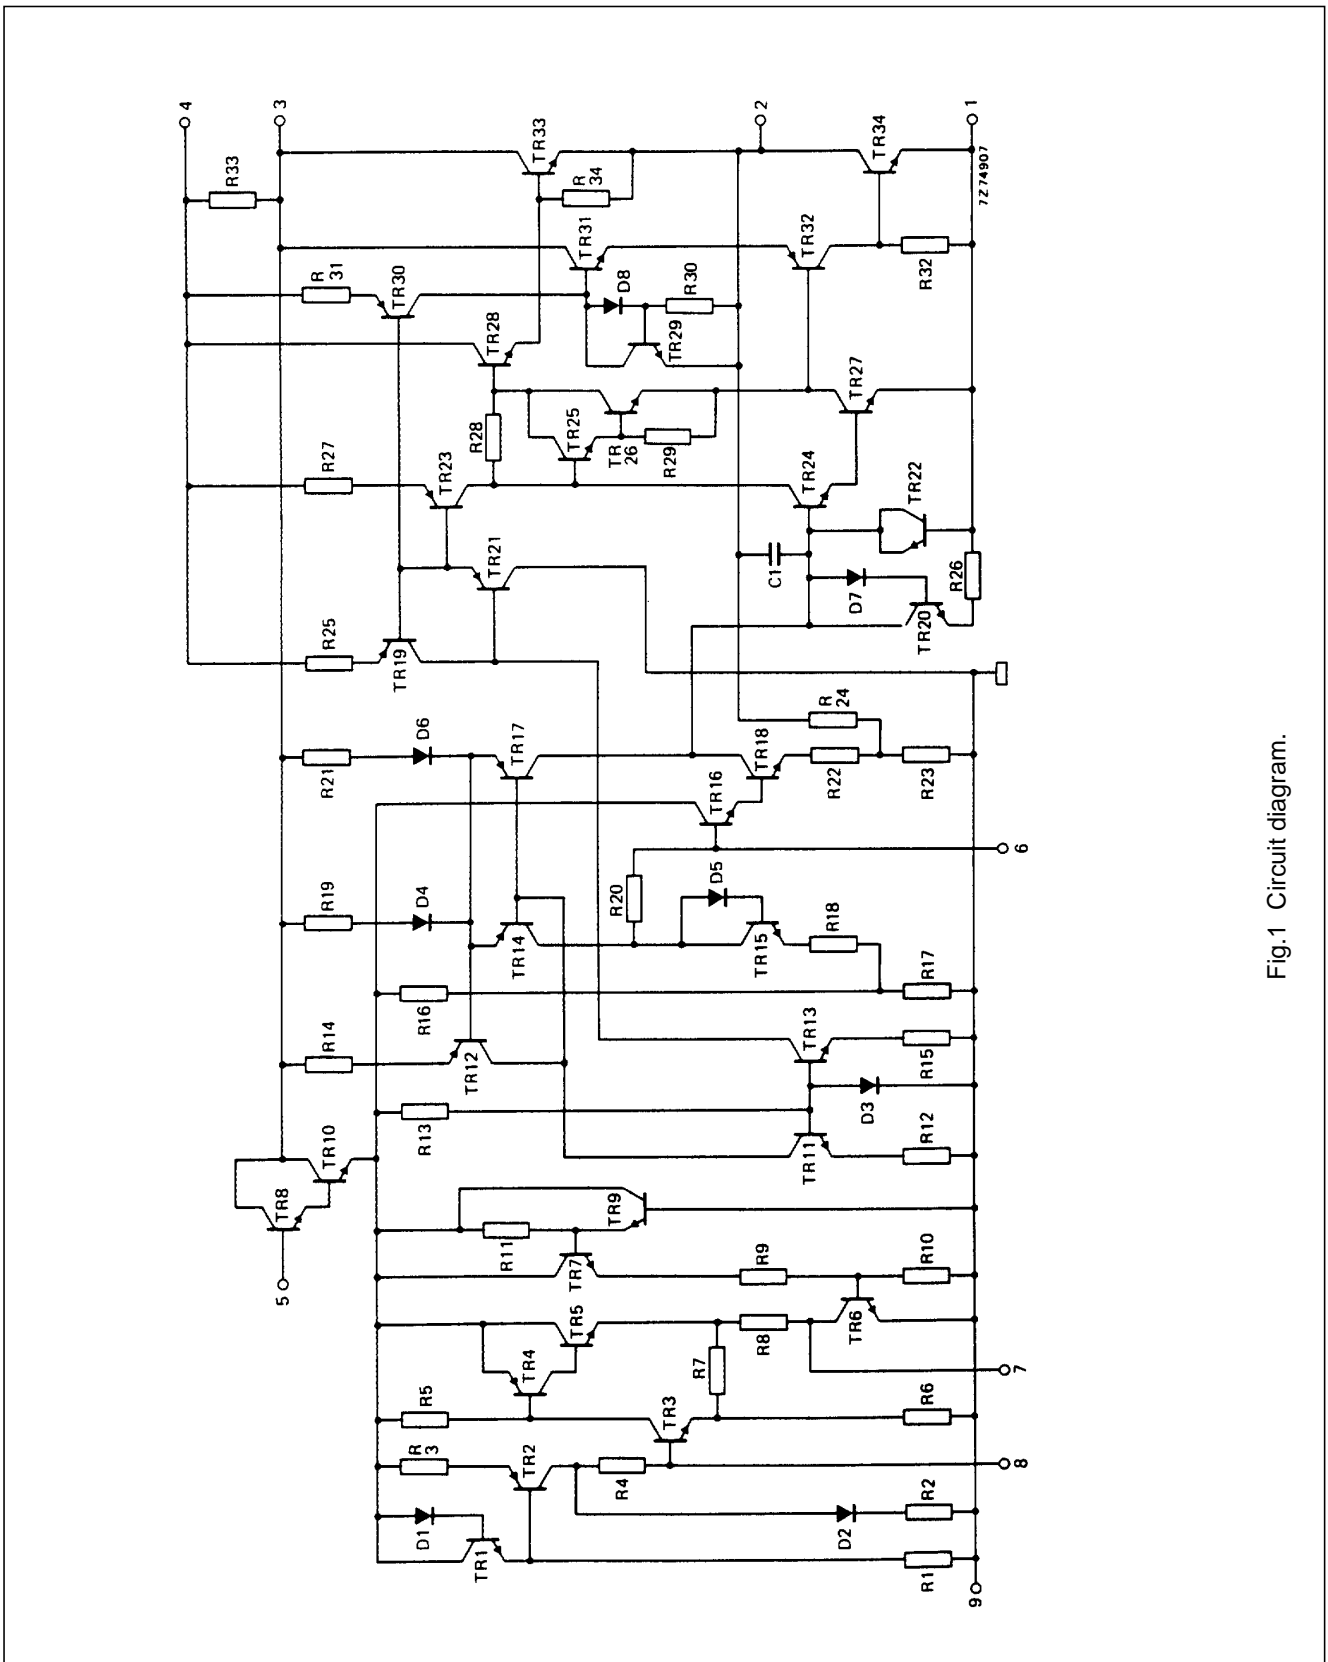 4
3
2
1
R33
TR33
R
34
TR34
7Z74907
R
31
TR30
TR31
D8
R30
TR32
R32
TR28
TR29
R27
TR23
R28
TR25
TR
26
R29
TR27
TR24
TR22
R25
TR19
TR21
C1
D7
TR20
R26
R21
D6
TR17
TR16
TR18
R
24
R22
R23
6
R19
D4
TR14
R20
D5
TR15
R18
R17
R14
TR12
R16
R13
TR13
R15
D3
TR11
R12
TR8
TR10
5
R11
TR9
TR7
R9
R10
TR4
TR5
R8
TR6
R7
7
R5
TR3
R6
R
3
TR2
R4
8
D1
TR1
D2
R2
R1
9
Fig.1 Circuit diagram.